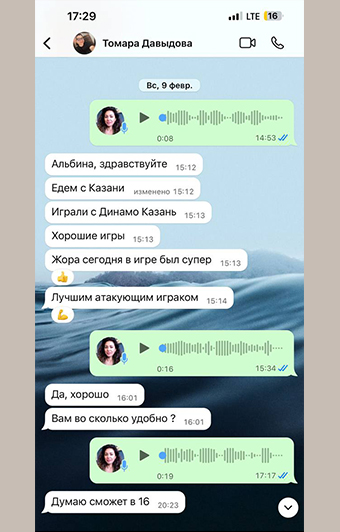 17:29
LTE 16
Томара Давыдова
Вс, 9 февр.
0:08 14:53
Альбина, здравствуйте 15:12
Едем с Казани изменено 15:12
Играли с Динамо Казань 15:13
Хорошие игры 15:13
Жора сегодня в игре был супер 15:13
Лучшим атакующим играком 15:14
0:16 15:34
Да, хорошо 16:01
Вам во сколько удобно ? 16:01
0:19 17:17
Думаю сможет в 16 20:23